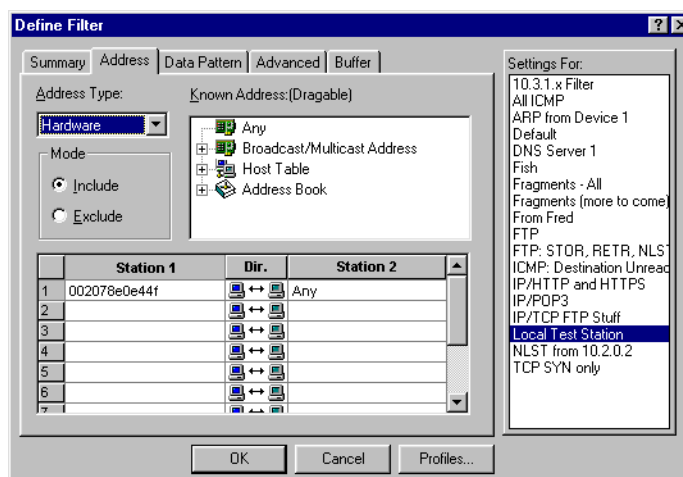 Define Filter
Summary Address Data Pattern Advanced Buffer
Address Type:
Hardware
Mode
Include
Exclude
Known Address:(Dragable)
Any
Broadcast/Multicast Address
Host Table
Address Book
Station 1 Dir. Station 2
1 002078e0e44f Any
2
3
4
5
6
7
Settings For:
10.3.1.x Filter
All ICMP
ARP from Device 1
Default
DNS Server 1
Fish
Fragments - All
Fragments (more to come)
From Fred
FTP
FTP: STOR, RETR, NLST
ICMP: Destination Unreac
IP/HTTP and HTTPS
IP/POP3
IP/TCP FTP Stuff
Local Test Station
NLST from 10.2.0.2
TCP SYN only
OK Cancel Profiles...